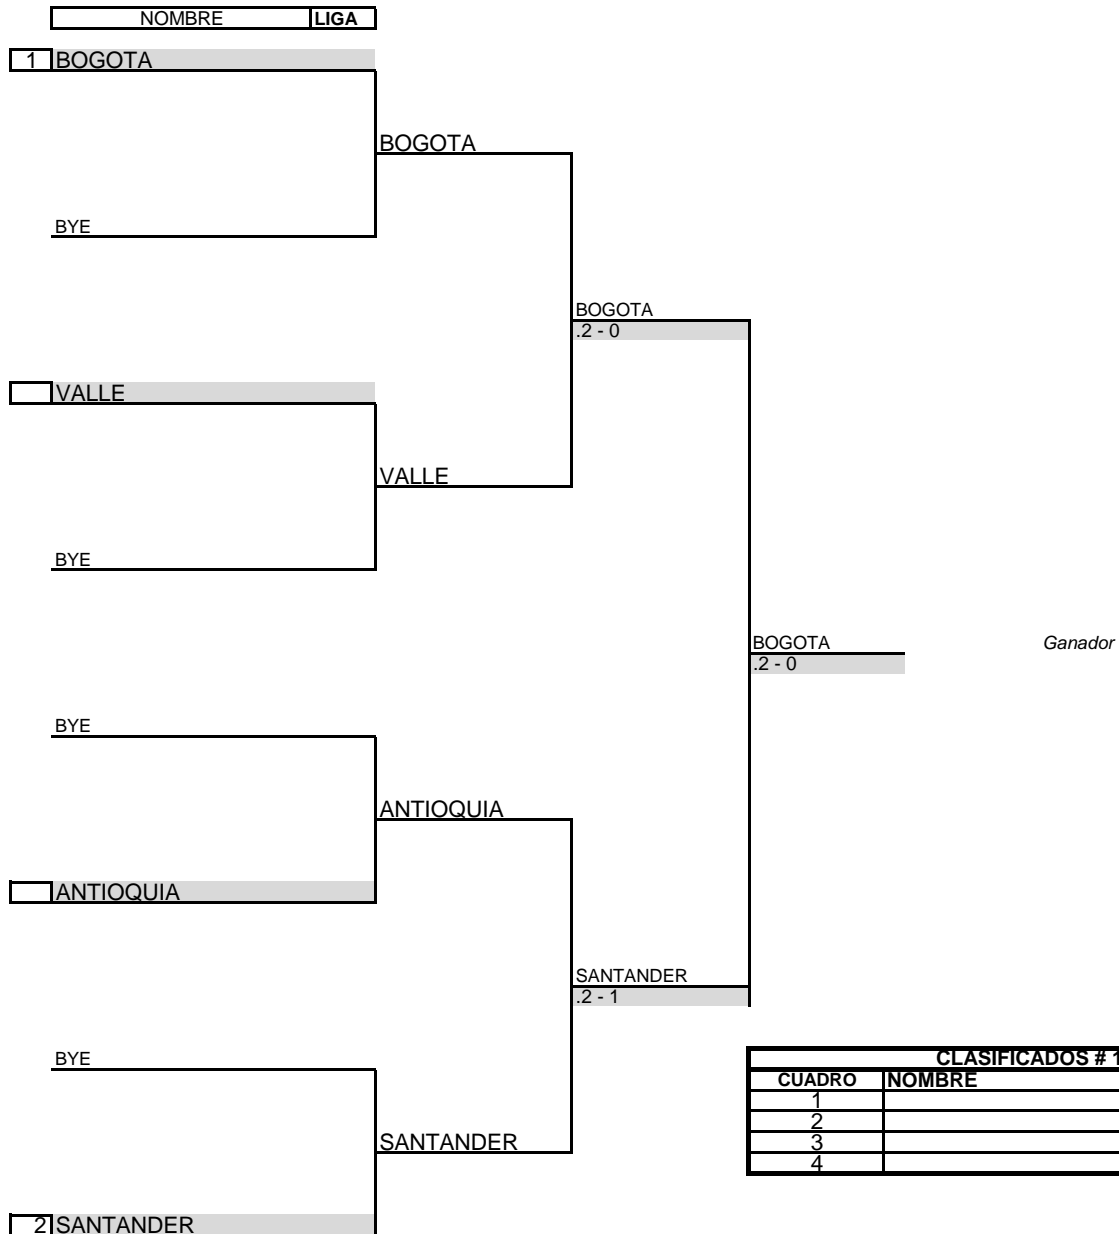 NOMBRE LIGA
1 BOGOTA
BOGOTA
BYE
BOGOTA
.2 - 0
VALLE
VALLE
BYE
BOGOTA Ganador
.2 - 0
BYE
ANTIOQUIA
ANTIOQUIA
SANTANDER
.2 - 1
BYE
CLASIFICADOS # 1
CUADRO NOMBRE
1
2
3
SANTANDER
4
2 SANTANDER